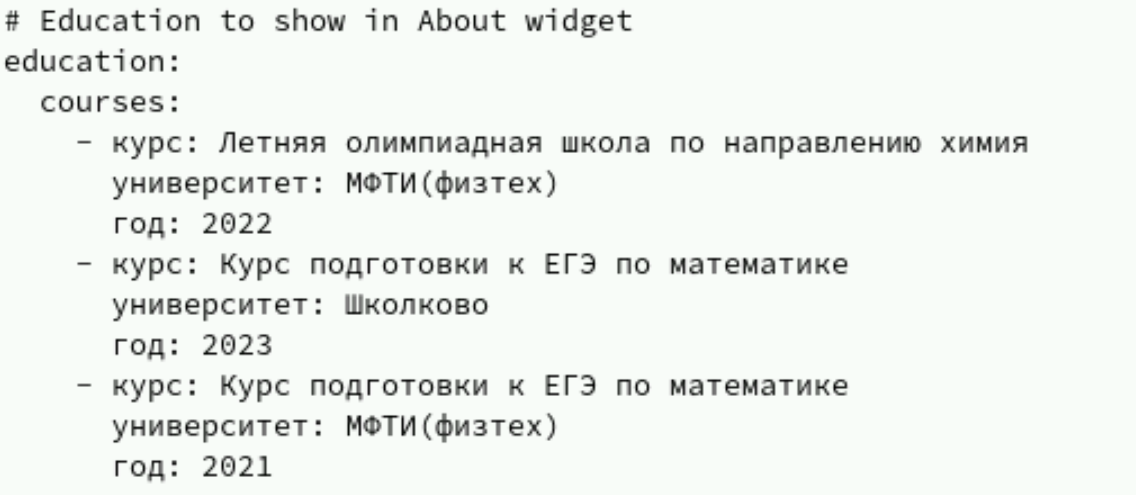 # Education to show in About widget
education:
  courses:
    - курс: Летняя олимпиадная школа по направлению химия
      университет: МФТИ(физтех)
      год: 2022
    - курс: Курс подготовки к ЕГЭ по математике
      университет: Школково
      год: 2023
    - курс: Курс подготовки к ЕГЭ по математике
      университет: МФТИ(физтех)
      год: 2021